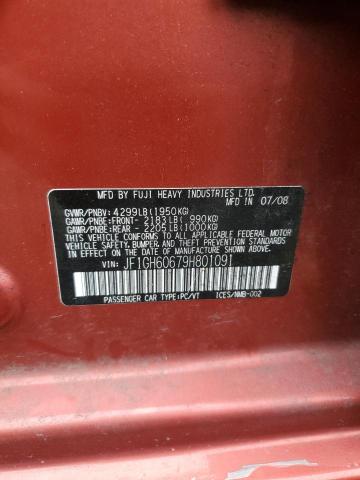 MFD. BY FUJI HEAVY INDUSTRIES LTD.
IN 07/08
GVWR/PNBV: 4299LB(1950KG)
GAWR/PNBE:FRONT- 2183LB( 990KG)
GAWR/PNBE:REAR - 2205LB(1000KG)
THIS VEHICLE CONFORMS TO ALL APPLICABLE FEDERAL MOTOR
VEHICLE SAFETY, BUMPER, AND THEFT PREVENTION STANDARDS
IN EFFECT ON THE DATE OF MANUFACTURE SHOWN ABOVE.
VIN: JF1GH60679H801091
PASSENGER CAR TYPE:PC/VT ICES/NMB-002